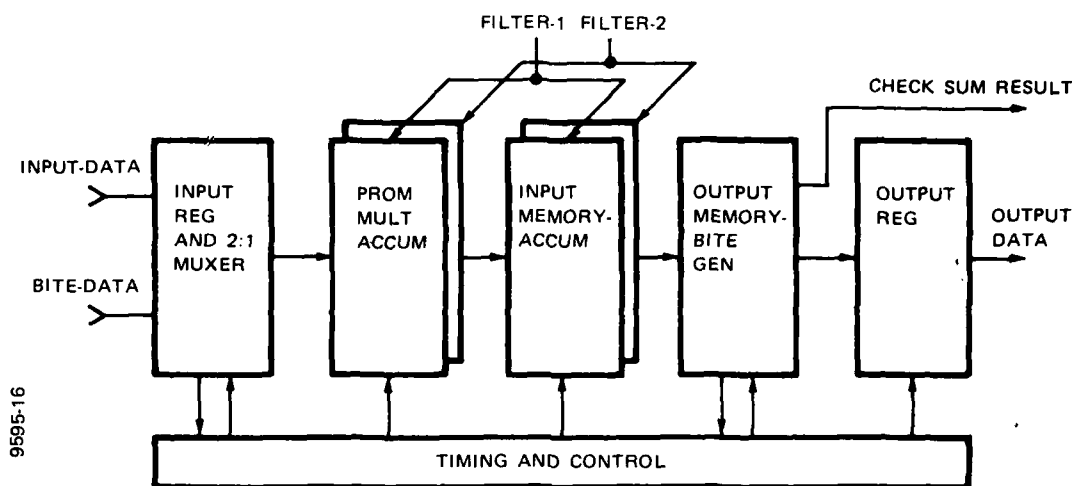 FILTER-1 FILTER-2
CHECK SUM RESULT
INPUT-DATA
BITE-DATA
INPUT
REG
AND 2:1
MUXER
PROM
MULT
ACCUM
INPUT
MEMORY-
ACCUM
OUTPUT
MEMORY-
BITE
GEN
OUTPUT
REG
OUTPUT
DATA
TIMING AND CONTROL
9595-16